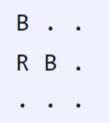 B . .
R B .
. . .